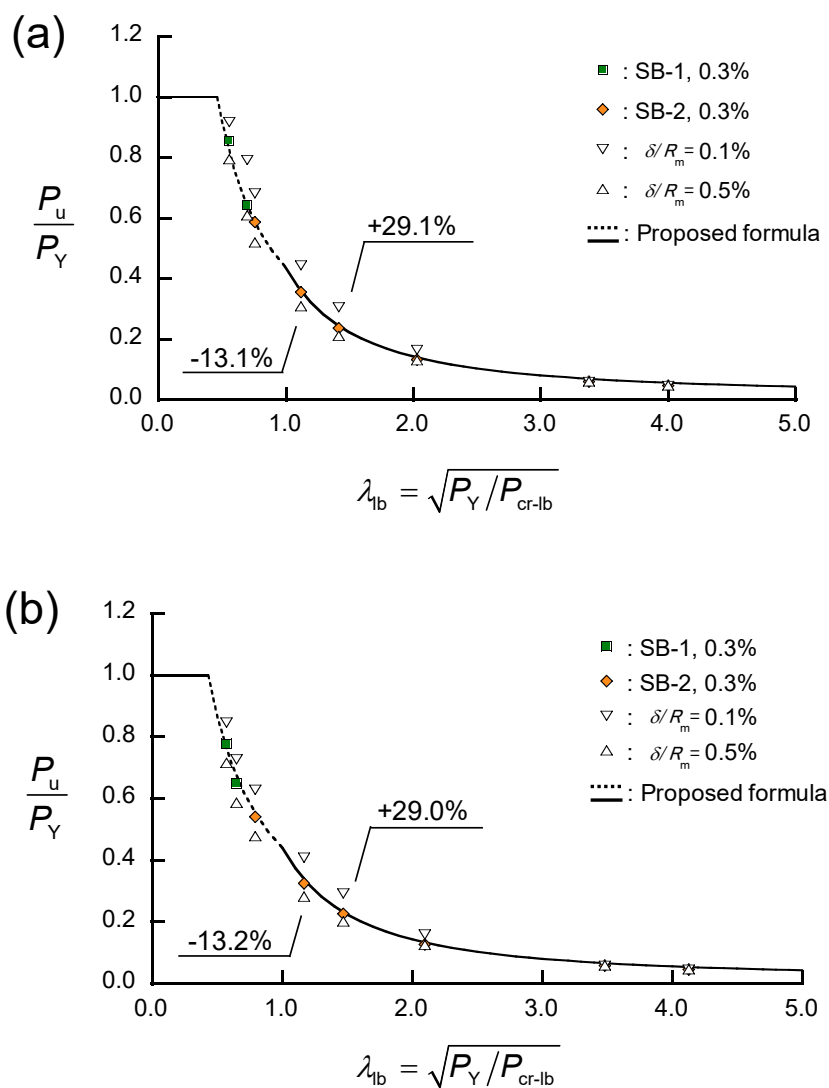 (a)
1.2
1.0
0.8
0.6
0.4
0.2
0.0
P_u / P_Y
: SB-1, 0.3%
: SB-2, 0.3%
: δ/R_m = 0.1%
: δ/R_m = 0.5%
: Proposed formula
+29.1%
-13.1%
0.0 1.0 2.0 3.0 4.0 5.0
λ_lb = √P_Y/P_cr-lb
(b)
1.2
1.0
0.8
0.6
0.4
0.2
0.0
P_u / P_Y
: SB-1, 0.3%
: SB-2, 0.3%
: δ/R_m = 0.1%
: δ/R_m = 0.5%
: Proposed formula
+29.0%
-13.2%
0.0 1.0 2.0 3.0 4.0 5.0
λ_lb = √P_Y/P_cr-lb